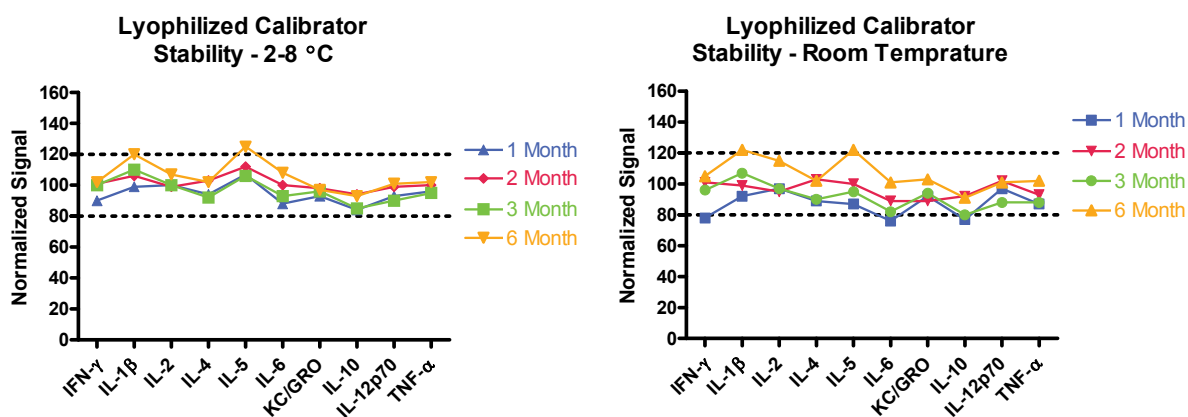 Lyophilized Calibrator
Stability - 2-8 °C
Normalized Signal
160
140
120
100
80
60
40
20
0
IFN-γ
IL-1β
IL-2
IL-4
IL-5
IL-6
KC/GRO
IL-10
IL-12p70
TNF-α
1 Month
2 Month
3 Month
6 Month
Lyophilized Calibrator
Stability - Room Temprature
Normalized Signal
160
140
120
100
80
60
40
20
0
IFN-γ
IL-1β
IL-2
IL-4
IL-5
IL-6
KC/GRO
IL-10
IL-12p70
TNF-α
1 Month
2 Month
3 Month
6 Month